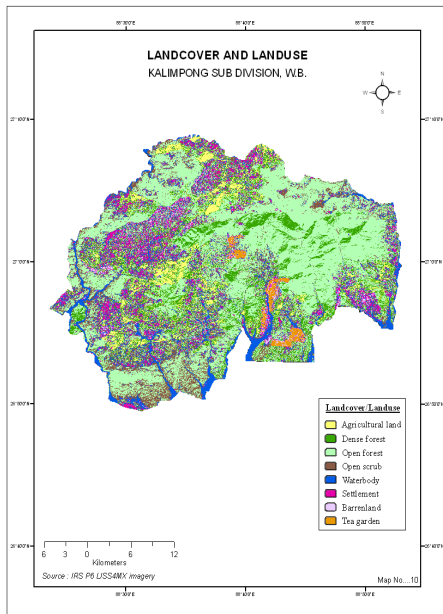 LANDCOVER AND LANDUSE
KALIMPONG SUB DIVISION, W.B.
N
W E
S
Landcover/Landuse
Agricultural land
Dense forest
Open forest
Open scrub
Waterbody
Settlement
Barrenland
Tea garden
6 3 0 6 12
Kilometers
Source : IRS P6 LISS4MX imagery
Map No....10